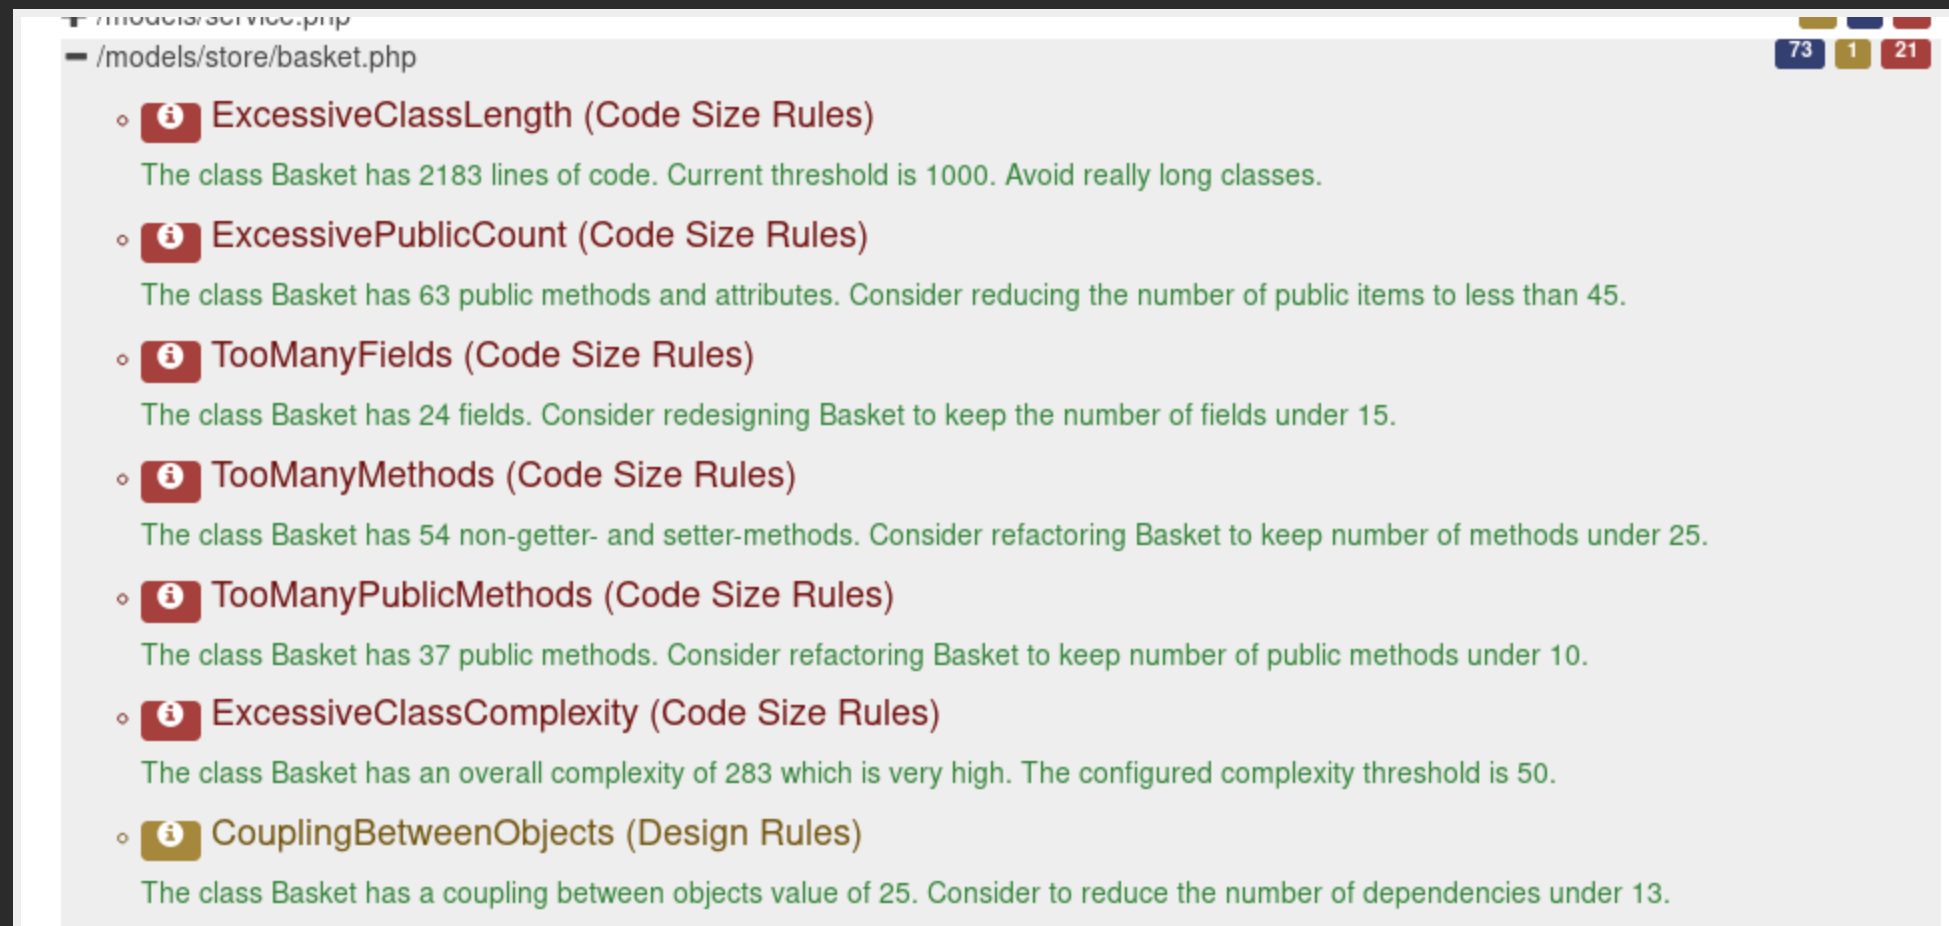 /models/service.php
/models/store/basket.php 73 1 21
ExcessiveClassLength (Code Size Rules)
The class Basket has 2183 lines of code. Current threshold is 1000. Avoid really long classes.
ExcessivePublicCount (Code Size Rules)
The class Basket has 63 public methods and attributes. Consider reducing the number of public items to less than 45.
TooManyFields (Code Size Rules)
The class Basket has 24 fields. Consider redesigning Basket to keep the number of fields under 15.
TooManyMethods (Code Size Rules)
The class Basket has 54 non-getter- and setter-methods. Consider refactoring Basket to keep number of methods under 25.
TooManyPublicMethods (Code Size Rules)
The class Basket has 37 public methods. Consider refactoring Basket to keep number of public methods under 10.
ExcessiveClassComplexity (Code Size Rules)
The class Basket has an overall complexity of 283 which is very high. The configured complexity threshold is 50.
CouplingBetweenObjects (Design Rules)
The class Basket has a coupling between objects value of 25. Consider to reduce the number of dependencies under 13.